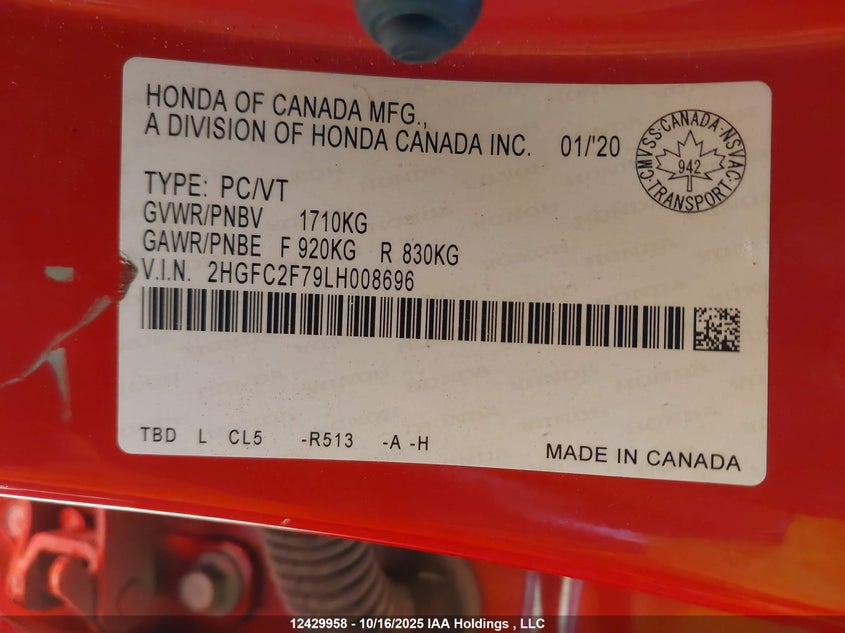 HONDA OF CANADA MFG.,
A DIVISION OF HONDA CANADA INC. 01/'20
CMVSS·CANADA·NSVAC·TRANSPORT·
942
TYPE: PC/VT
GVWR/PNBV 1710KG
GAWR/PNBE F 920KG R 830KG
V.I.N. 2HGFC2F79LH008696
TBD L CL5 -R513 -A -H
MADE IN CANADA
12429958 - 10/16/2025 IAA Holdings , LLC